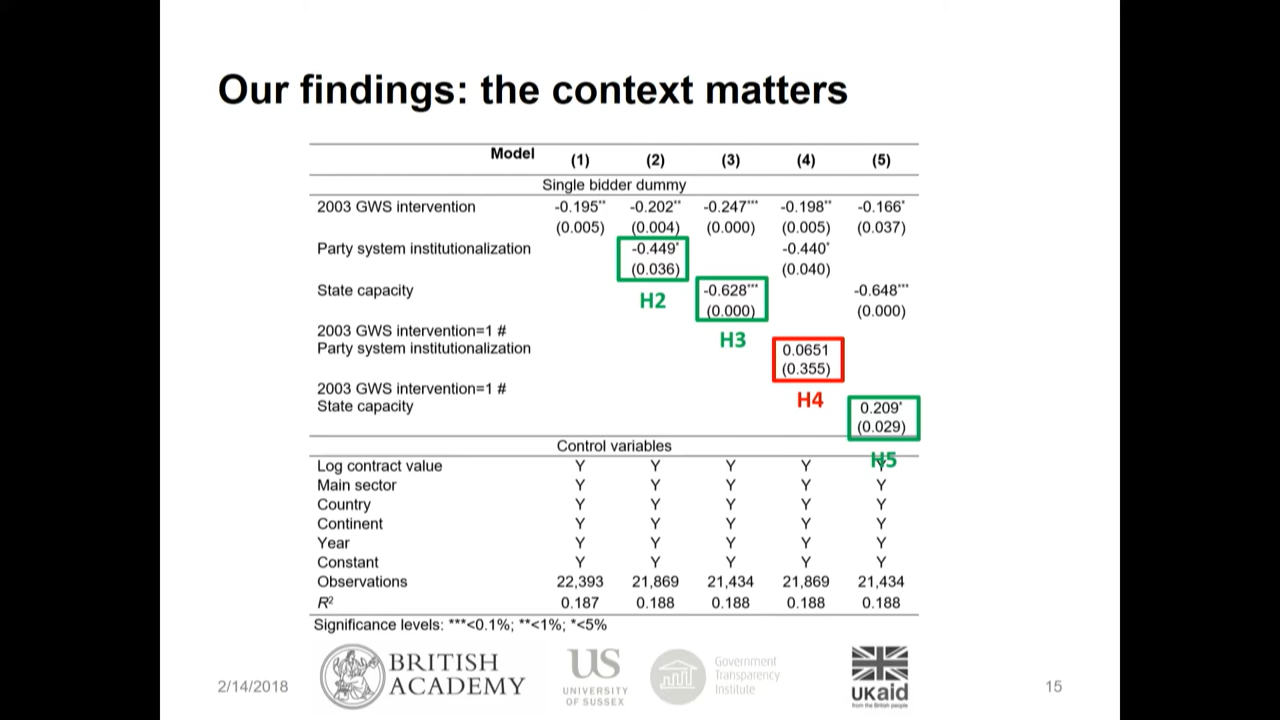 Our findings: the context matters
Model (1) (2) (3) (4) (5)
Single bidder dummy
2003 GWS intervention -0.195** -0.202** -0.247*** -0.198** -0.166*
(0.005) (0.004) (0.000) (0.005) (0.037)
Party system institutionalization -0.449* -0.440*
(0.036) (0.040)
H2
State capacity -0.628*** -0.648***
(0.000) (0.000)
H3
2003 GWS intervention=1 #
Party system institutionalization 0.0651
(0.355)
H4
2003 GWS intervention=1 #
State capacity 0.209*
(0.029)
H5
Control variables
Log contract value Y Y Y Y Y
Main sector Y Y Y Y Y
Country Y Y Y Y Y
Continent Y Y Y Y Y
Year Y Y Y Y Y
Constant Y Y Y Y Y
Observations 22,393 21,869 21,434 21,869 21,434
R² 0.187 0.188 0.188 0.188 0.188
Significance levels: ***<0.1%; **<1%; *<5%
2/14/2018
BRITISH
ACADEMY
US
UNIVERSITY
OF SUSSEX
Government
Transparency
Institute
UKaid
from the British people
15